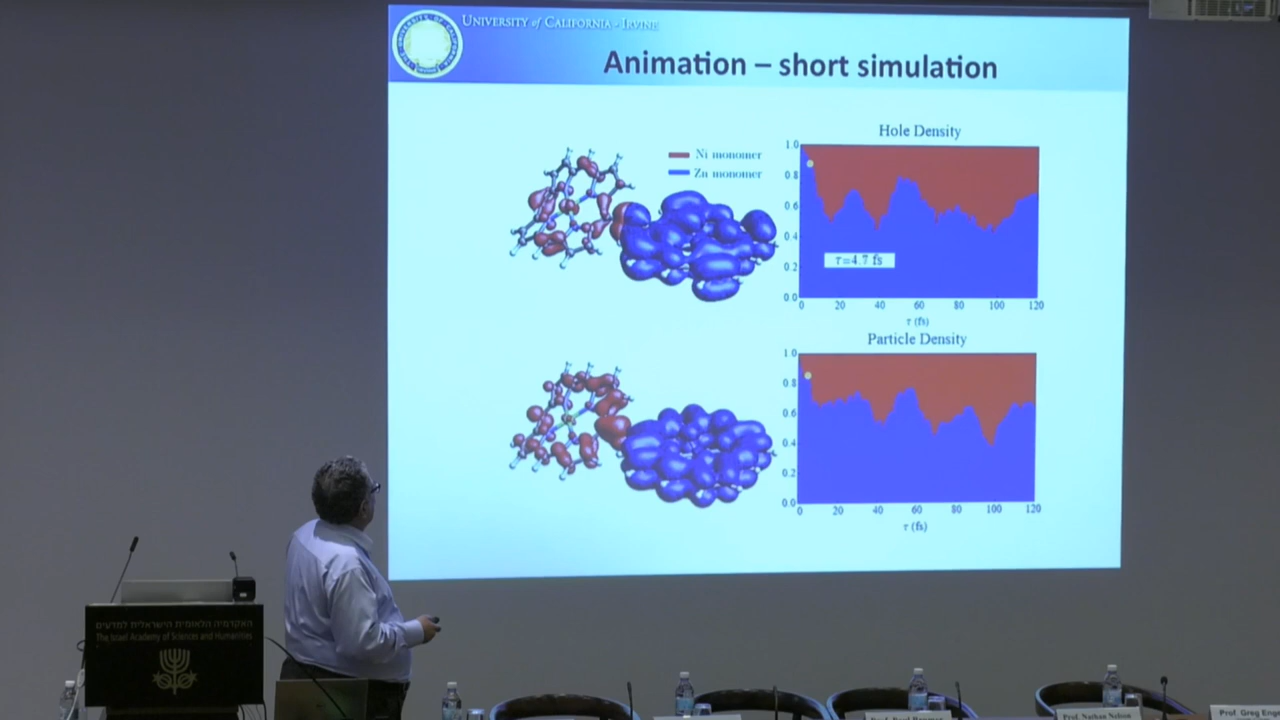 UNIVERSITY of CALIFORNIA - IRVINE
Animation – short simulation
Hole Density
Ni monomer
Zn monomer
1.0
0.8
0.6
0.4
0.2
0.0
τ=4.7 fs
0 20 40 60 80 100 120
τ (fs)
Particle Density
1.0
0.8
0.6
0.4
0.2
0.0
0 20 40 60 80 100 120
τ (fs)
האקדמיה הלאומית הישראלית למדעים
The Israel Academy of Sciences and Humanities
Prof. Nathan Nelson
Prof. Greg